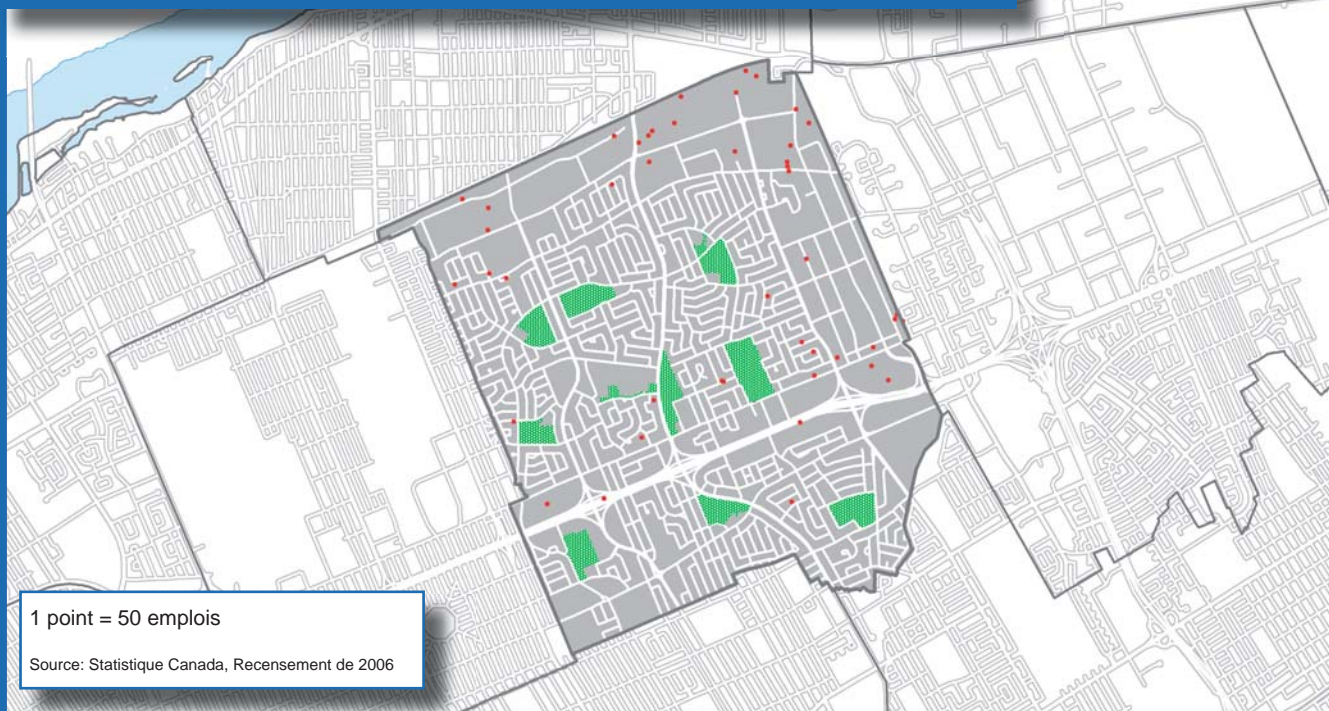 1 point = 50 emplois
Source: Statistique Canada, Recensement de 2006